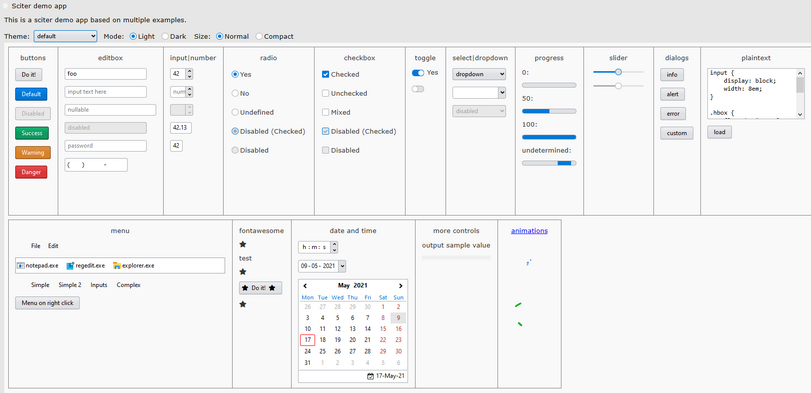 Sciter demo app
This is a sciter demo app based on multiple examples.
Theme: default Mode: Light Dark Size: Normal Compact
buttons
Do it!
Default
Disabled
Success
Warning
Danger
editbox
foo
input text here
nullable
disabled
password
( ) -
input|number
42
num
42.13
42
radio
Yes
No
Undefined
Disabled (Checked)
Disabled
checkbox
Checked
Unchecked
Mixed
Disabled (Checked)
Disabled
toggle
Yes
select|dropdown
dropdown
disabled
progress
0:
50:
100:
undetermined:
slider
dialogs
info
alert
error
custom
plaintext
input {
display: block;
width: 8em;
}
.hbox {
load
menu
File Edit
notepad.exe regedit.exe explorer.exe
Simple Simple 2 Inputs Complex
Menu on right click
fontawesome
test
Do it!
date and time
h : m : s
09 - 05 - 2021
May 2021
Mon Tue Wed Thu Fri Sat Sun
26 27 28 29 30 1 2
3 4 5 6 7 8 9
10 11 12 13 14 15 16
17 18 19 20 21 22 23
24 25 26 27 28 29 30
31 1 2 3 4 5 6
17-May-21
more controls
output sample value
animations